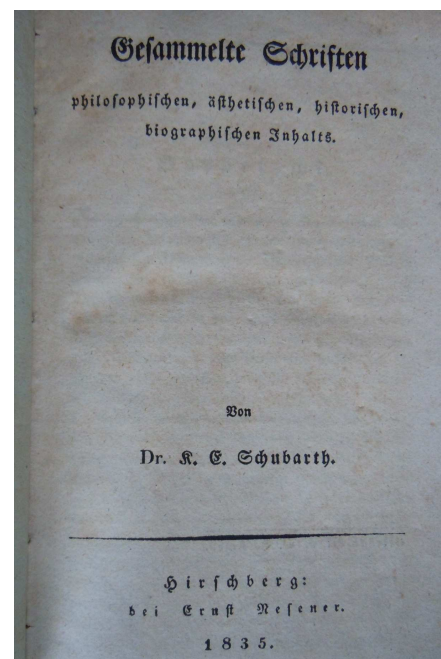 Gesammelte Schriften
philosophischen, ästhetischen, historischen,
biographischen Inhalts.
Von
Dr. K. E. Schubarth.
Hirschberg:
bei Ernst Nesener.
1835.